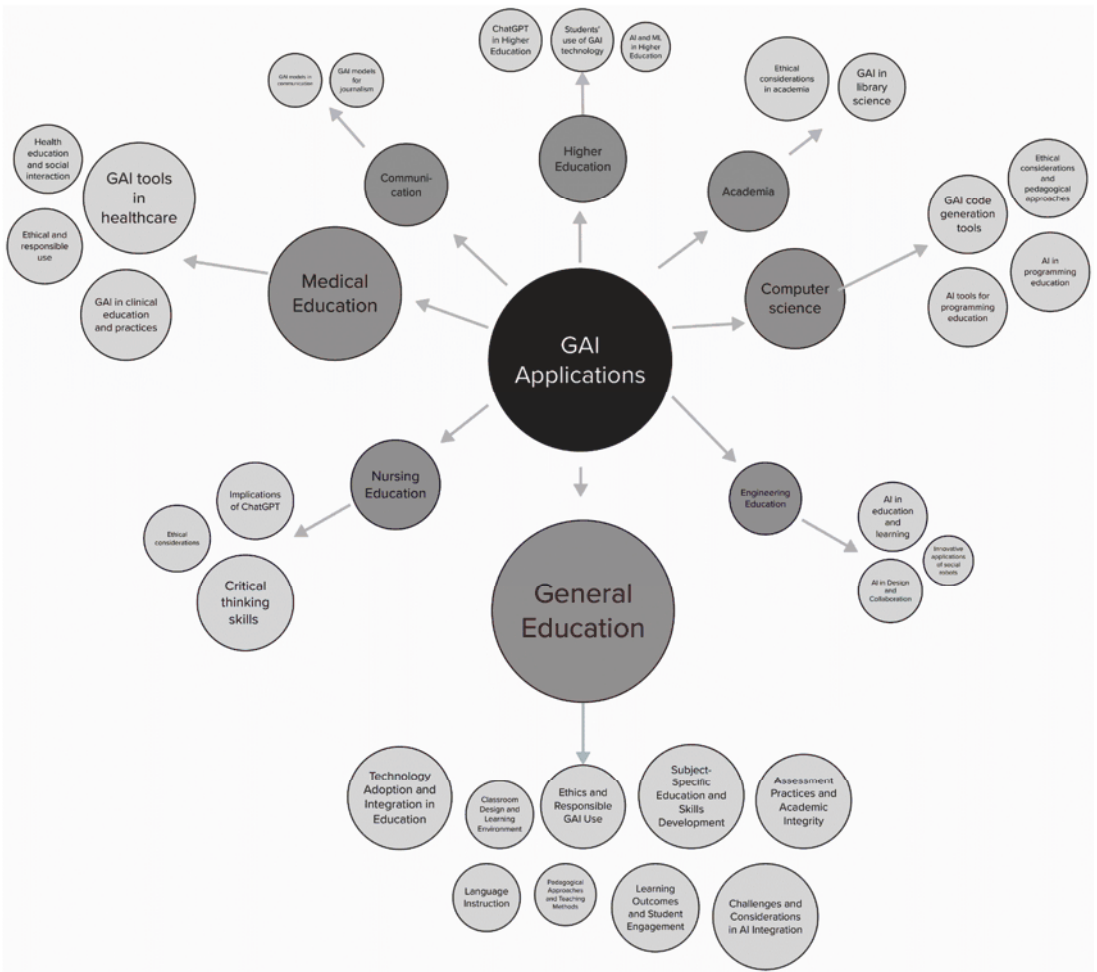 ChatGPT
in Higher
Education
Students'
use of GAI
technology
AI and ML
in Higher
Education
GAI models in
communication
GAI models
for
journalism
Ethical
considerations
in academia
GAI in
library
science
Higher
Education
Communi-
cation
Academia
Health
education
and social
interaction
GAI tools
in
healthcare
Ethical and
responsible
use
GAI in clinical
education
and practices
Medical
Education
Ethical
considerations
and
pedagogical
approaches
GAI code
generation
tools
AI in
programming
education
AI tools for
programming
education
Computer
science
GAI
Applications
Nursing
Education
Implications
of ChatGPT
Ethical
considerations
Critical
thinking
skills
Engineering
Education
AI in
education
and
learning
Innovative
applications
of social
robots
AI in Design
and
Collaboration
General
Education
Technology
Adoption and
Integration in
Education
Classroom
Design and
Learning
Environment
Ethics and
Responsible
GAI Use
Subject-
Specific
Education and
Skills
Development
Assessment
Practices and
Academic
Integrity
Language
Instruction
Pedagogical
Approaches
and Teaching
Methods
Learning
Outcomes
and Student
Engagement
Challenges and
Considerations
in AI Integration